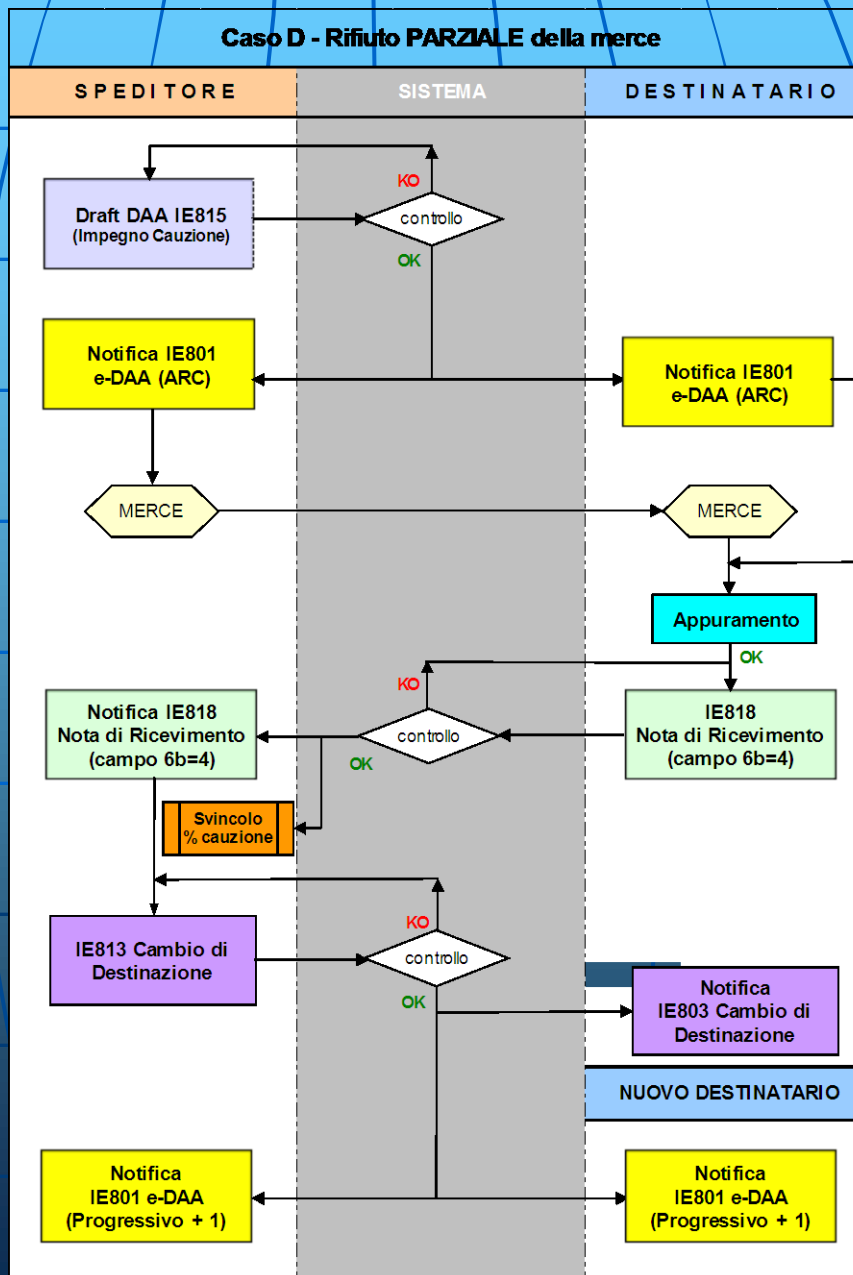 Caso D - Rifiuto PARZIALE della merce
SPEDITORE
SISTEMA
DESTINATARIO
KO
Draft DAA IE815
(Impegno Cauzione)
controllo
OK
Notifica IE801
e-DAA (ARC)
Notifica IE801
e-DAA (ARC)
MERCE
MERCE
Appuramento
OK
KO
Notifica IE818
Nota di Ricevimento
(campo 6b=4)
controllo
OK
IE818
Nota di Ricevimento
(campo 6b=4)
Svincolo
% cauzione
KO
IE813 Cambio di
Destinazione
controllo
OK
Notifica
IE803 Cambio di
Destinazione
NUOVO DESTINATARIO
Notifica
IE801 e-DAA
(Progressivo + 1)
Notifica
IE801 e-DAA
(Progressivo + 1)